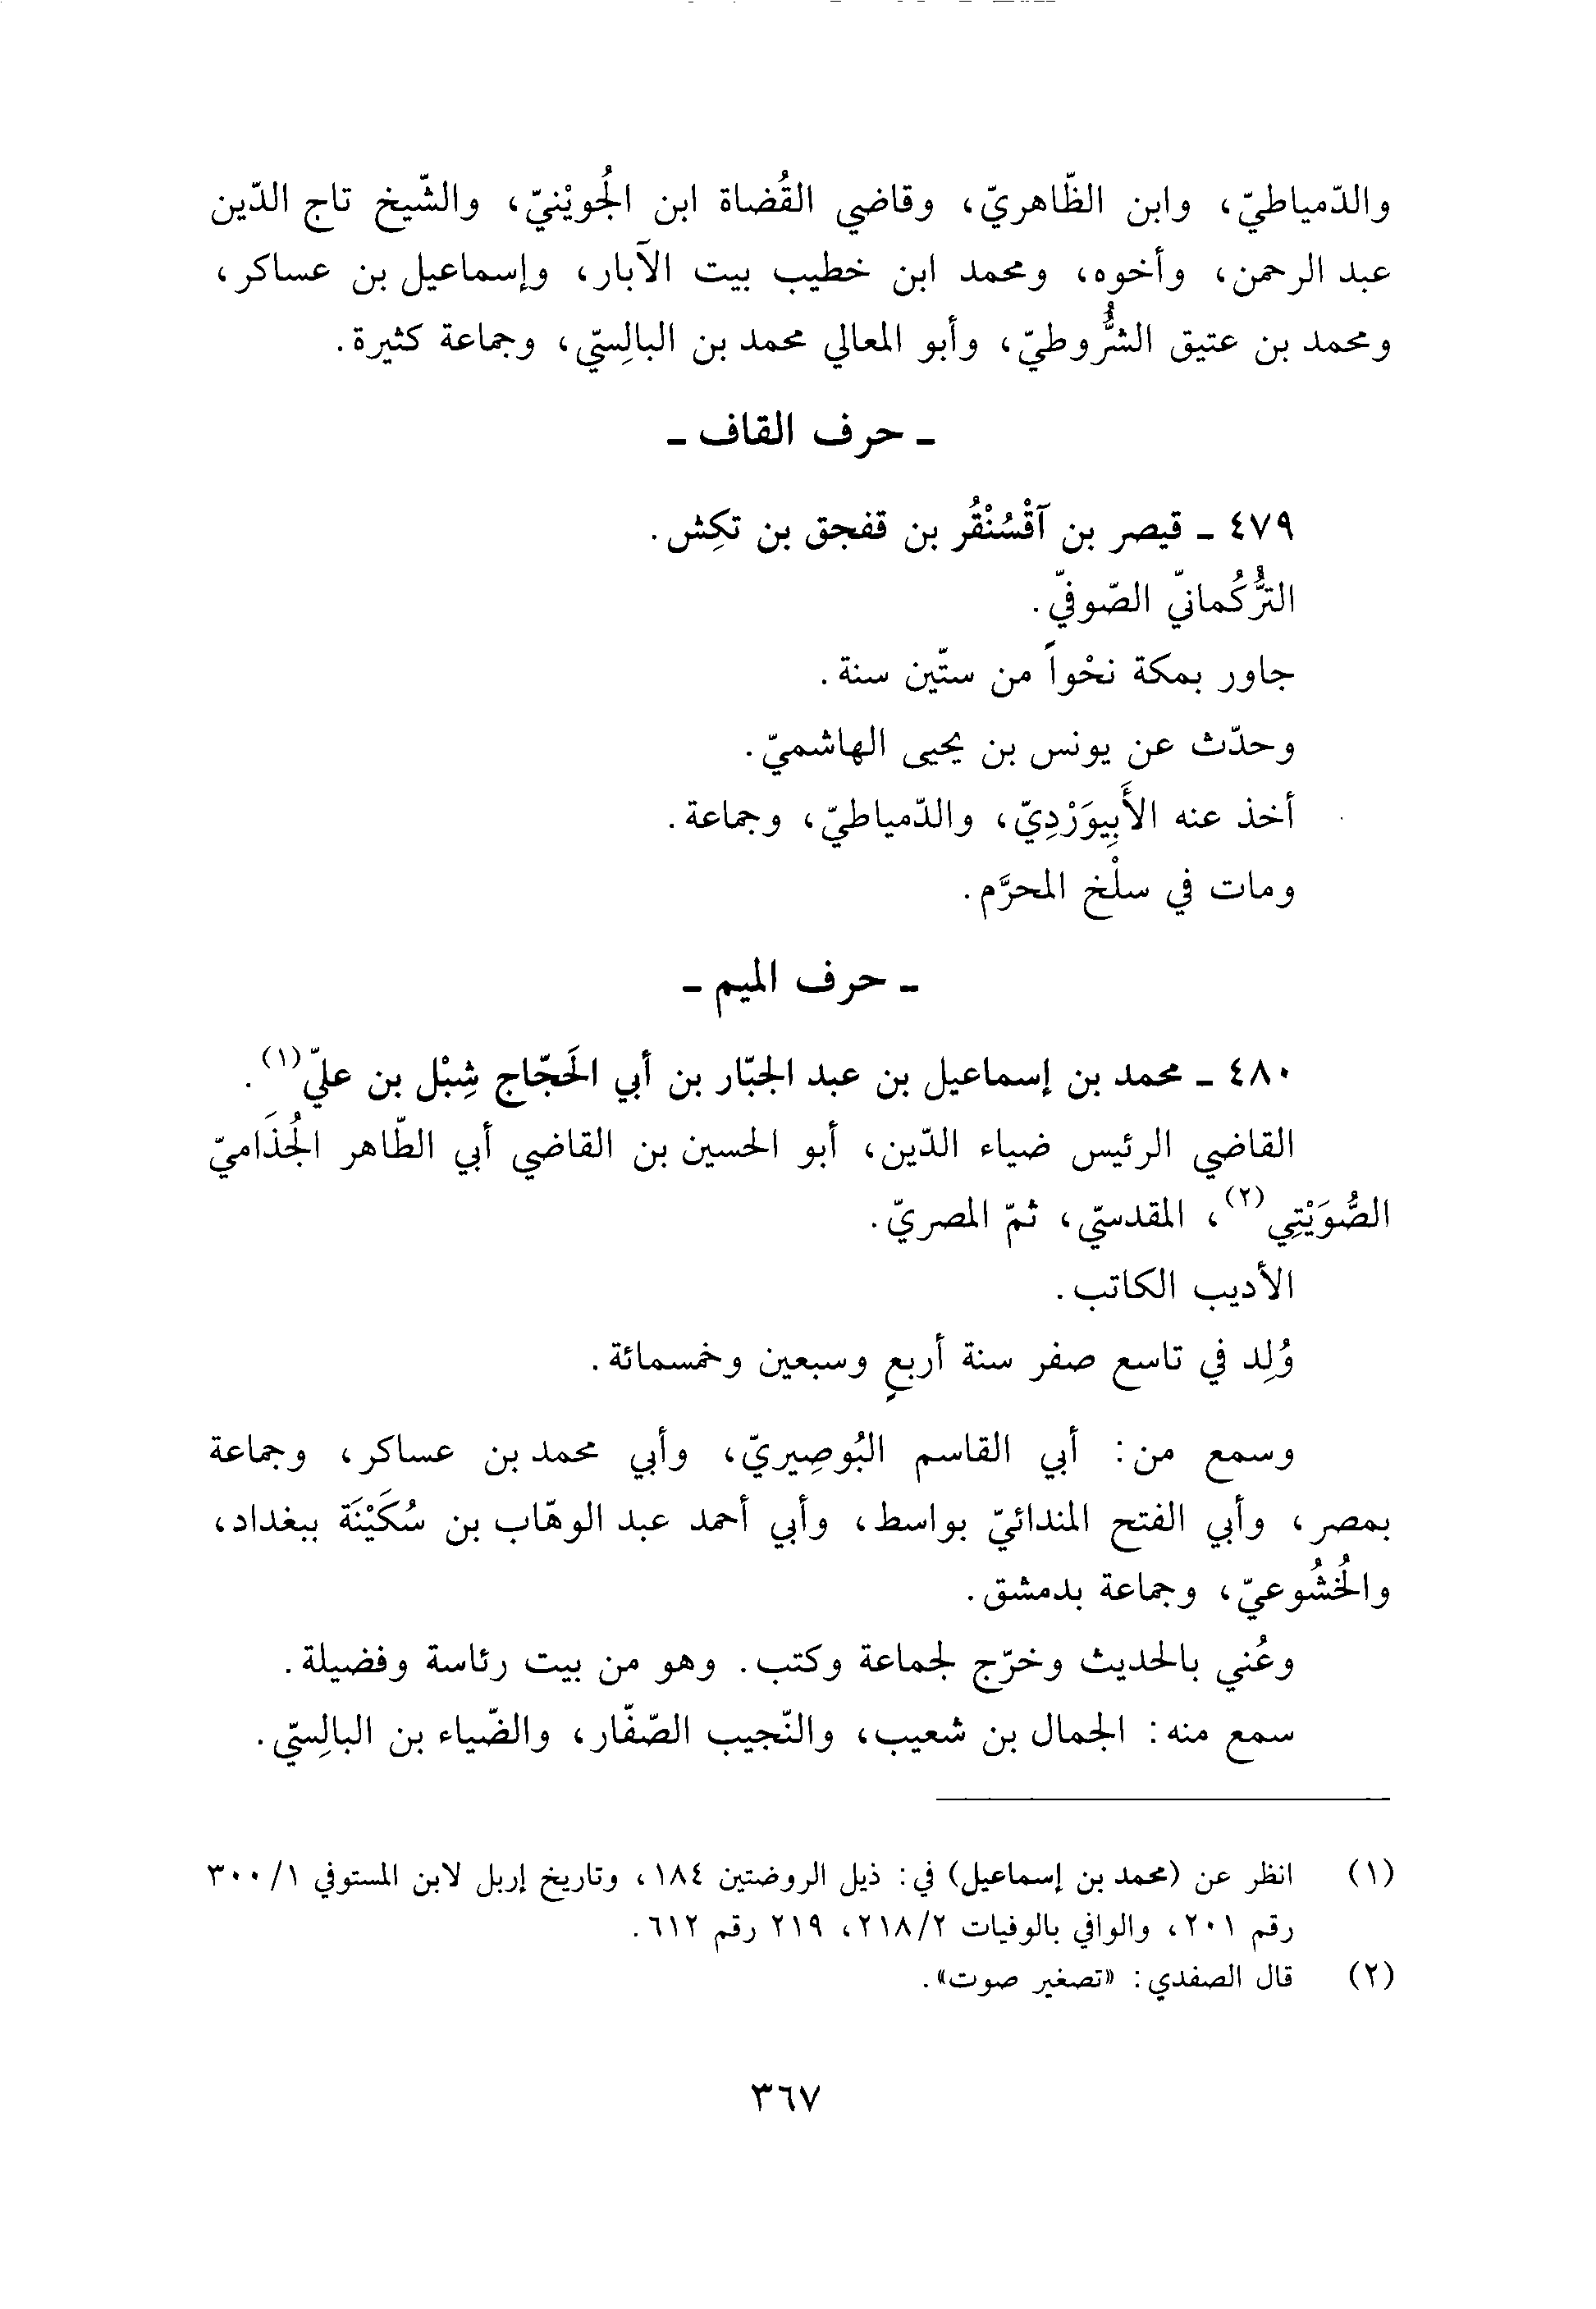 والدّمياطيّ، وابن الظّاهريّ، وقاضي القُضاة ابن الجُويْنيّ، والشّيخ تاج الدّين
عبد الرحمن، وأخوه، ومحمد ابن خطيب بيت الآبار، وإسماعيل بن عساكر،
ومحمد بن عتيق الشُّروطيّ، وأبو المعالي محمد بن البالِسيّ، وجماعة كثيرة.
ـ حرف القاف ـ
٤٧٩ ـ قيصر بن آقْسُنْقُر بن قفجق بن تكِش.
التُّركُمانيّ الصّوفيّ.
جاور بمكة نحْواً من ستّين سنة.
وحدّث عن يونس بن يحيى الهاشميّ.
أخذ عنه الأَبِيوَرْدِيّ، والدّمياطيّ، وجماعة.
ومات في سلْخ المحرَّم.
ـ حرف الميم ـ
٤٨٠ ـ محمد بن إسماعيل بن عبد الجبّار بن أبي الحَجّاج شِبْل بن عليّ(١).
القاضي الرئيس ضياء الدّين، أبو الحسين بن القاضي أبي الطّاهر الجُذَاميّ
الصُّوَيْتِي(٢)، المقدسيّ، ثمّ المصريّ.
الأديب الكاتب.
وُلِد في تاسع صفر سنة أربعٍ وسبعين وخمسمائة.
وسمع من: أبي القاسم البُوصِيريّ، وأبي محمد بن عساكر، وجماعة
بمصر، وأبي الفتح المندائيّ بواسط، وأبي أحمد عبد الوهّاب بن سُكَيْنَة ببغداد،
والخُشُوعيّ، وجماعة بدمشق.
وعُني بالحديث وخرّج لجماعة وكتب. وهو من بيت رئاسة وفضيلة.
سمع منه: الجمال بن شعيب، والنّجيب الصّفّار، والضّياء بن البالِسيّ.
(١) انظر عن (محمد بن إسماعيل) في: ذيل الروضتين ١٨٤، وتاريخ إربل لابن المستوفي ١/ ٣٠٠
رقم ٢٠١، والوافي بالوفيات ٢/ ٢١٨، ٢١٩ رقم ٦١٢.
(٢) قال الصفدي: «تصغير صوت».
٣٦٧